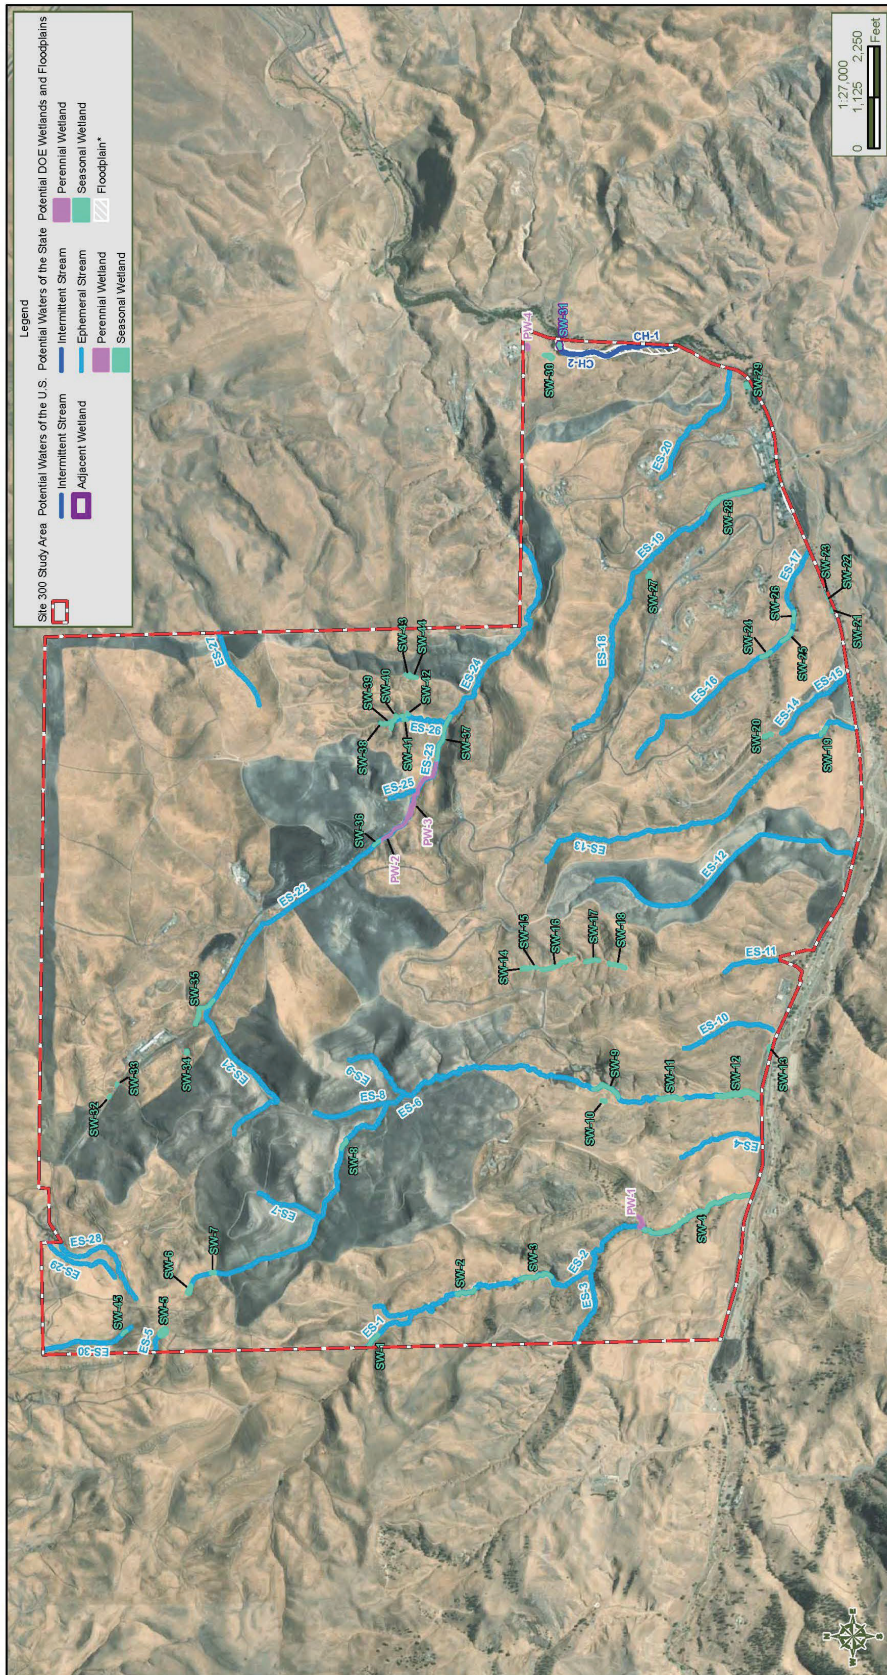 Legend
Site 300 Study Area
Potential Waters of the U.S.
Intermittent Stream
Adjacent Wetland
Potential Waters of the State
Intermittent Stream
Ephemeral Stream
Perennial Wetland
Seasonal Wetland
Potential DOE Wetlands and Floodplains
Perennial Wetland
Seasonal Wetland
Floodplain*
1:27,000
0 1,125 2,250
Feet
ES-30
ES-29
ES-28
SW-45
ES-5
SW-5
SW-6
SW-7
SW-32
SW-33
SW-34
SW-35
ES-21
ES-27
ES-7
SW-8
ES-8
ES-9
ES-6
ES-22
SW-36
PW-2
PW-3
ES-25
ES-23
SW-37
ES-26
SW-38
SW-39
SW-40
SW-41
SW-42
SW-43
SW-44
ES-24
SW-1
ES-1
SW-2
SW-3
ES-2
ES-3
PW-1
SW-4
ES-4
SW-9
SW-10
SW-11
SW-12
SW-13
SW-14
SW-15
SW-16
SW-17
SW-18
ES-10
ES-11
ES-12
ES-13
SW-19
SW-20
ES-14
ES-15
ES-16
SW-24
SW-25
SW-26
ES-17
SW-21
SW-22
SW-23
ES-18
SW-27
ES-19
SW-28
ES-20
SW-29
PW-4
SW-30
SW-31
CH-2
CH-1
N
E
S
W